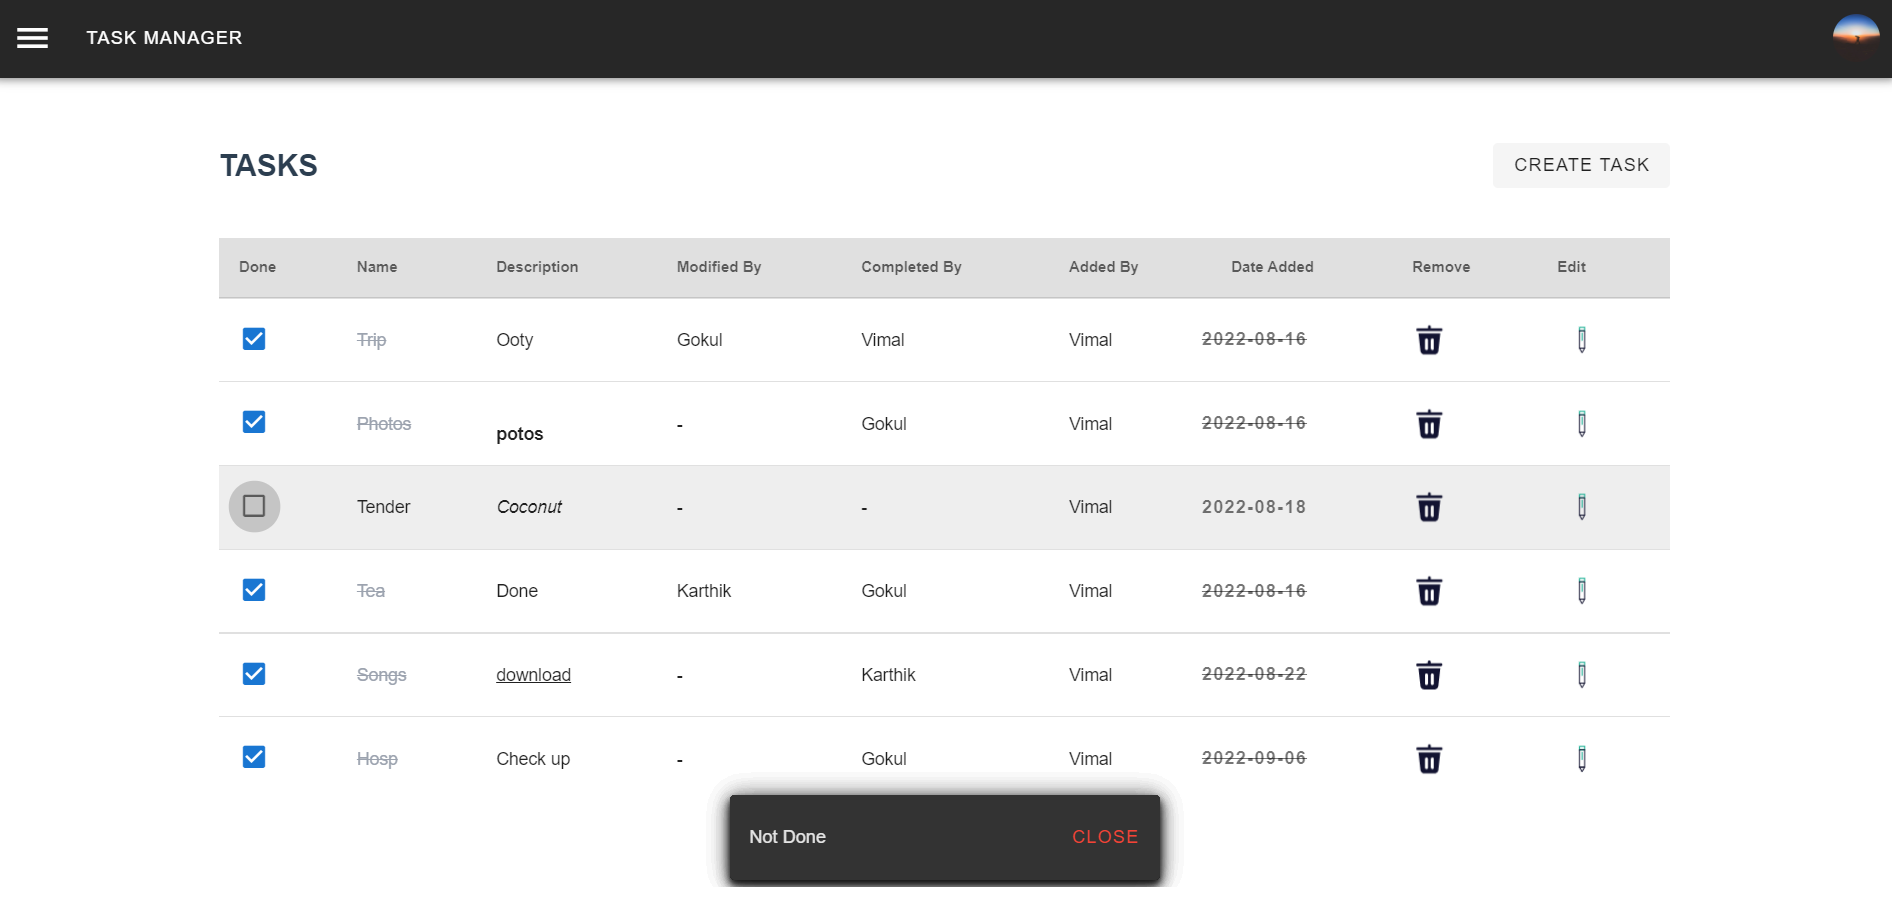 TASK MANAGER
TASKS
CREATE TASK
Done Name Description Modified By Completed By Added By Date Added Remove Edit
Trip Ooty Gokul Vimal Vimal 2022-08-16
Photos potos - Gokul Vimal 2022-08-16
Tender Coconut - - Vimal 2022-08-18
Tea Done Karthik Gokul Vimal 2022-08-16
Songs download - Karthik Vimal 2022-08-22
Hosp Check up - Gokul Vimal 2022-09-06
Not Done CLOSE